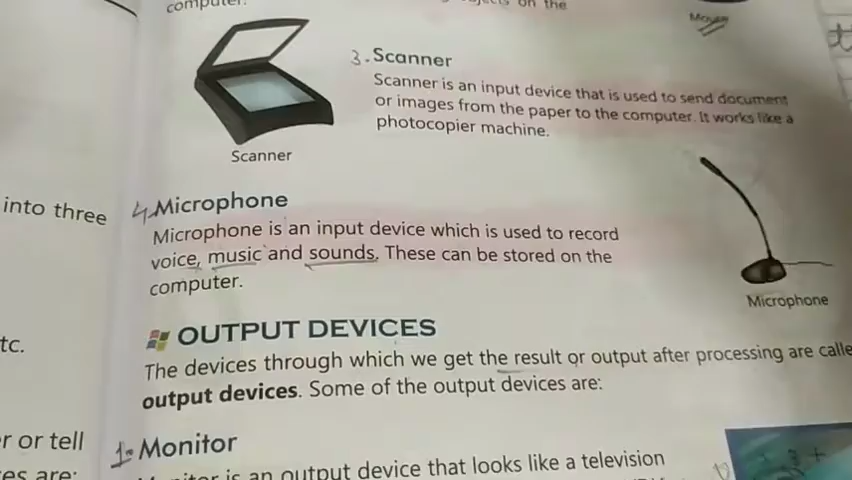 computer.
on the
Mouse
3. Scanner
Scanner is an input device that is used to send document
or images from the paper to the computer. It works like a
photocopier machine.
Scanner
into three
4. Microphone
Microphone is an input device which is used to record
voice, music and sounds. These can be stored on the
computer.
Microphone
OUTPUT DEVICES
tc.
The devices through which we get the result or output after processing are calle
output devices. Some of the output devices are:
r or tell
es are:
1. Monitor
Monitor is an output device that looks like a television